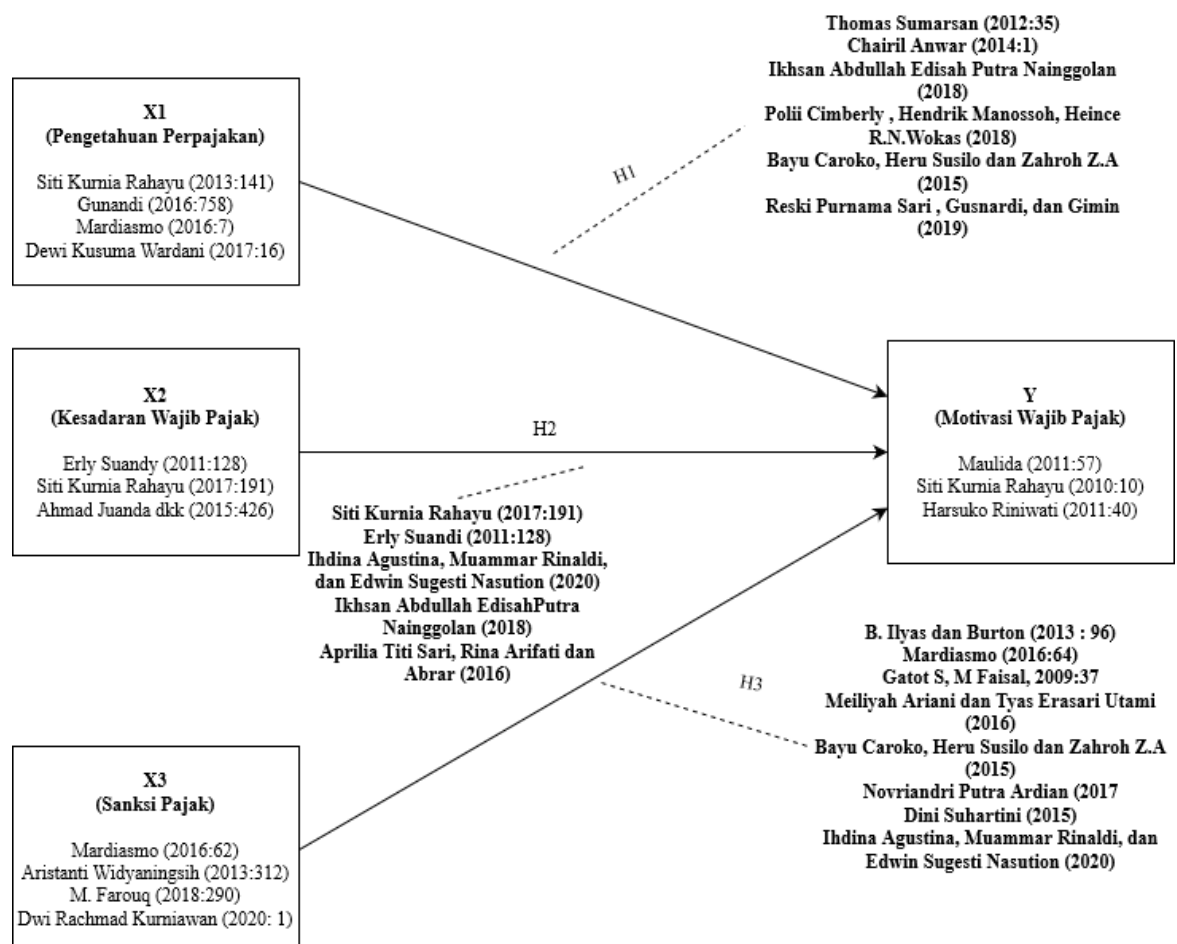 Thomas Sumarsan (2012:35)
Chairil Anwar (2014:1)
Ikhsan Abdullah Edisah Putra Nainggolan
(2018)
Polii Cimberly , Hendrik Manossoh, Heince
R.N.Wokas (2018)
Bayu Caroko, Heru Susilo dan Zahroh Z.A
(2015)
Reski Purnama Sari , Gusnardi, dan Gimin
(2019)
X1
(Pengetahuan Perpajakan)
Siti Kurnia Rahayu (2013:141)
Gunandi (2016:758)
Mardiasmo (2016:7)
Dewi Kusuma Wardani (2017:16)
H1
X2
(Kesadaran Wajib Pajak)
Erly Suandy (2011:128)
Siti Kurnia Rahayu (2017:191)
Ahmad Juanda dkk (2015:426)
H2
Siti Kurnia Rahayu (2017:191)
Erly Suandi (2011:128)
Ihdina Agustina, Muammar Rinaldi,
dan Edwin Sugesti Nasution (2020)
Ikhsan Abdullah EdisahPutra
Nainggolan (2018)
Aprilia Titi Sari, Rina Arifati dan
Abrar (2016)
Y
(Motivasi Wajib Pajak)
Maulida (2011:57)
Siti Kurnia Rahayu (2010:10)
Harsuko Riniwati (2011:40)
X3
(Sanksi Pajak)
Mardiasmo (2016:62)
Aristanti Widyaningsih (2013:312)
M. Farouq (2018:290)
Dwi Rachmad Kurniawan (2020: 1)
H3
B. Ilyas dan Burton (2013 : 96)
Mardiasmo (2016:64)
Gatot S, M Faisal, 2009:37
Meiliyah Ariani dan Tyas Erasari Utami
(2016)
Bayu Caroko, Heru Susilo dan Zahroh Z.A
(2015)
Novriandri Putra Ardian (2017
Dini Suhartini (2015)
Ihdina Agustina, Muammar Rinaldi, dan
Edwin Sugesti Nasution (2020)